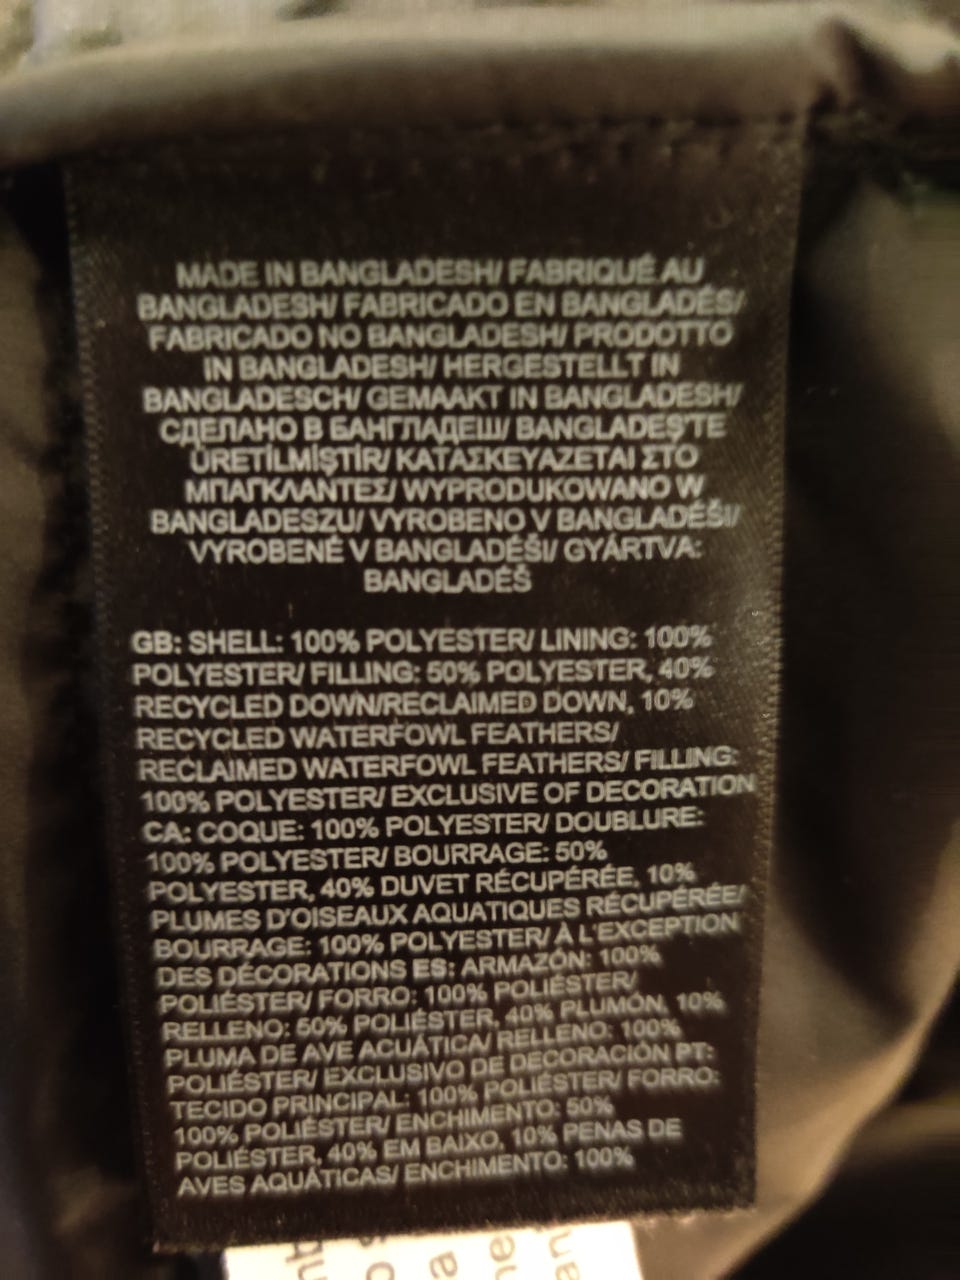 MADE IN BANGLADESH/ FABRIQUÉ AU
BANGLADESH/ FABRICADO EN BANGLADÉS/
FABRICADO NO BANGLADESH/ PRODOTTO
IN BANGLADESH/ HERGESTELLT IN
BANGLADESCH/ GEMAAKT IN BANGLADESH/
СДЕЛАНО В БАНГЛАДЕШ/ BANGLADEŞ'TE
ÜRETİLMİŞTİR/ ΚΑΤΑΣΚΕΥΑΖΕΤΑΙ ΣΤΟ
ΜΠΑΓΚΛΑΝΤΕΣ/ WYPRODUKOWANO W
BANGLADESZU/ VYROBENO V BANGLADÉŠI/
VYROBENÉ V BANGLADÉŠI/ GYÁRTVA:
BANGLADÉŠ
GB: SHELL: 100% POLYESTER/ LINING: 100%
POLYESTER/ FILLING: 50% POLYESTER, 40%
RECYCLED DOWN/RECLAIMED DOWN, 10%
RECYCLED WATERFOWL FEATHERS/
RECLAIMED WATERFOWL FEATHERS/ FILLING:
100% POLYESTER/ EXCLUSIVE OF DECORATION
CA: COQUE: 100% POLYESTER/ DOUBLURE:
100% POLYESTER/ BOURRAGE: 50%
POLYESTER, 40% DUVET RÉCUPÉRÉE, 10%
PLUMES D'OISEAUX AQUATIQUES RÉCUPÉRÉE/
BOURRAGE: 100% POLYESTER/ À L'EXCEPTION
DES DÉCORATIONS ES: ARMAZÓN: 100%
POLIÉSTER/ FORRO: 100% POLIÉSTER/
RELLENO: 50% POLIÉSTER, 40% PLUMÓN, 10%
PLUMA DE AVE ACUÁTICA/ RELLENO: 100%
POLIÉSTER/ EXCLUSIVO DE DECORACIÓN PT:
TECIDO PRINCIPAL: 100% POLIÉSTER/ FORRO:
100% POLIÉSTER/ ENCHIMENTO: 50%
POLIÉSTER, 40% EM BAIXO, 10% PENAS DE
AVES AQUÁTICAS/ ENCHIMENTO: 100%